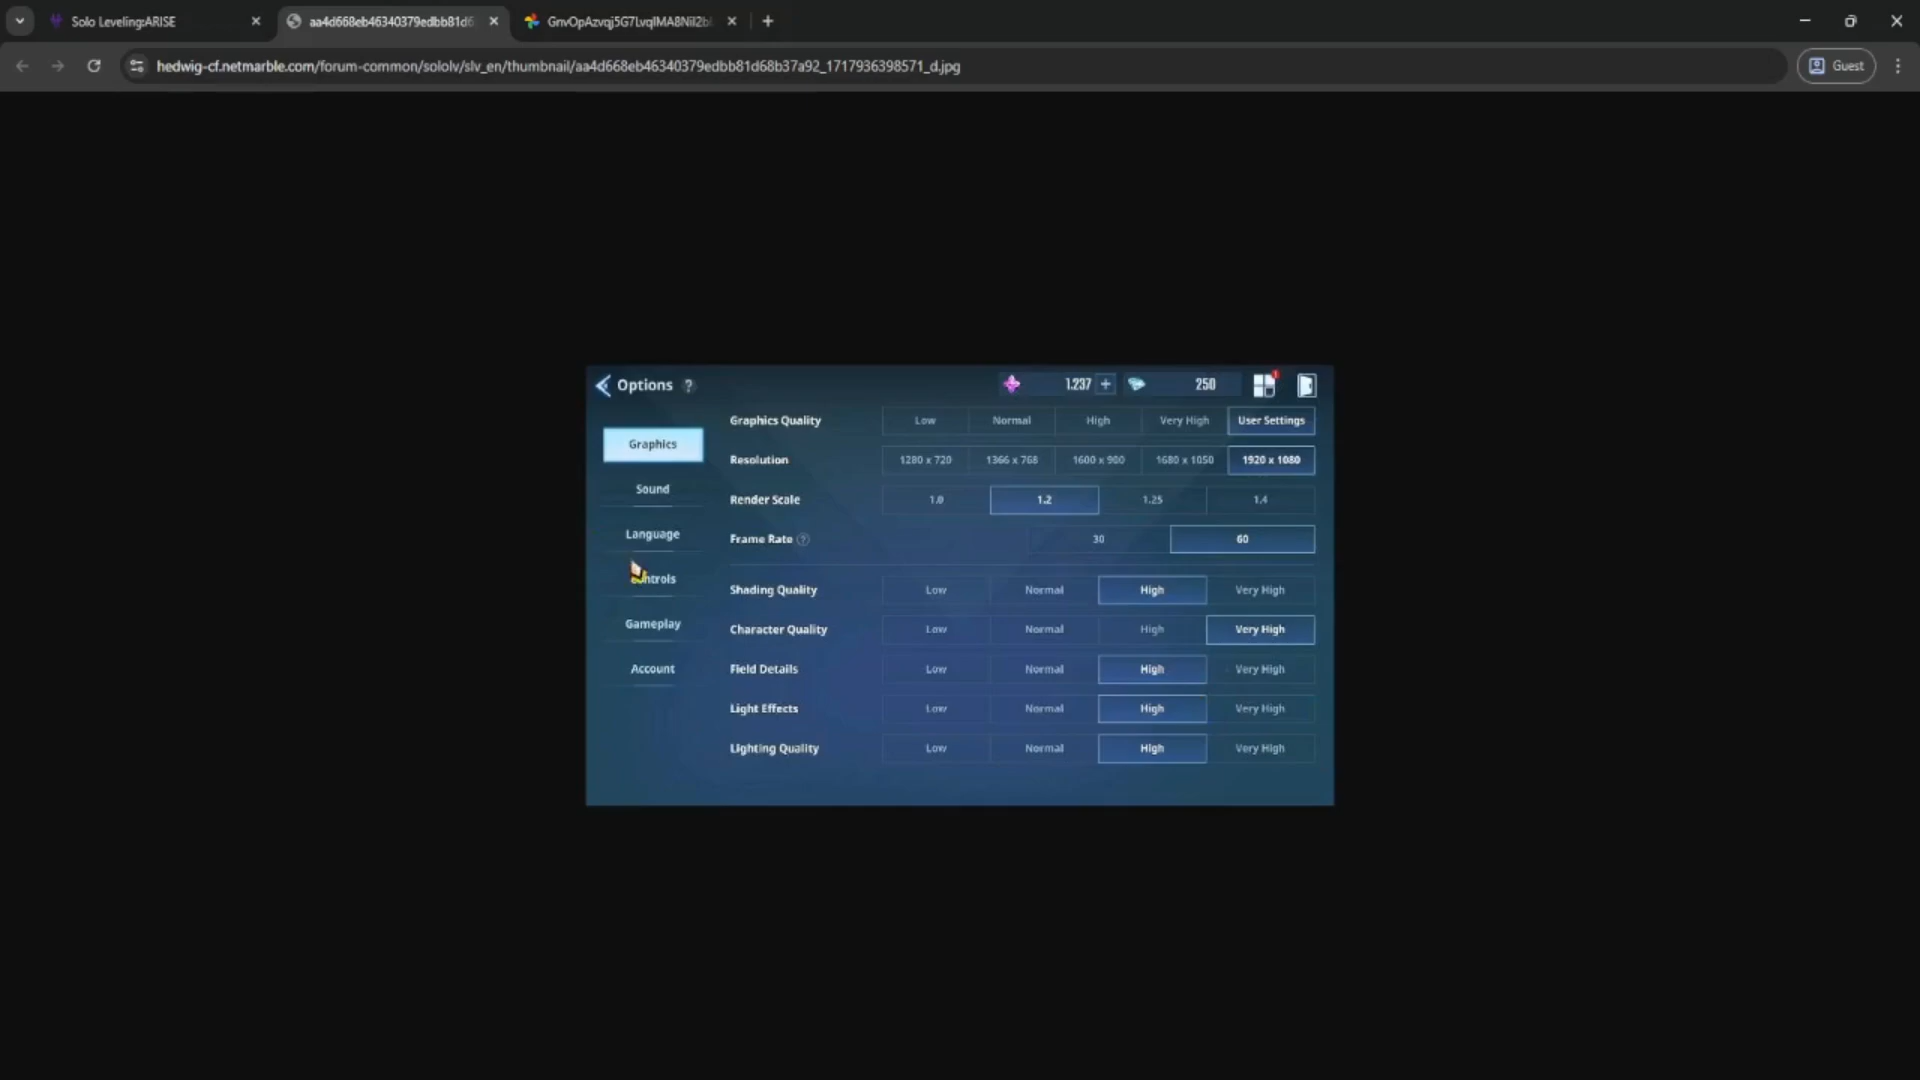 Solo Leveling:ARISE
aa4d668eb46340379edbb81d6
hedwig-cf.netmarble.com/forum-common/sololv/slv_en/thumbnail/aa4d668eb46340379edbb81d68b37a92_1717936398571_d.jpg
Guest
Options ?
1,237 +
250
Graphics
Sound
Language
Controls
Gameplay
Account
Graphics Quality Low Normal High Very High User Settings
Resolution 1280 x 720 1366 x 768 1600 x 900 1680 x 1050 1920 x 1080
Render Scale 1.0 1.2 1.25 1.4
Frame Rate ? 30 60
Shading Quality Low Normal High Very High
Character Quality Low Normal High Very High
Field Details Low Normal High Very High
Light Effects Low Normal High Very High
Lighting Quality Low Normal High Very High